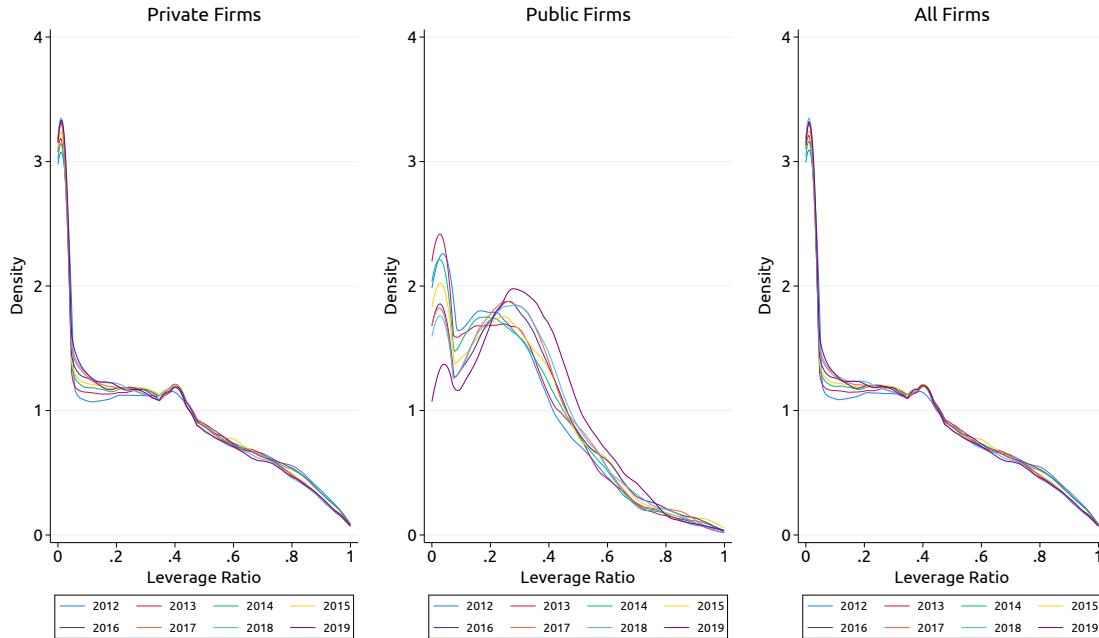 Private Firms
4
3
2
1
0
Density
0 .2 .4 .6 .8 1
Leverage Ratio
2012 2013 2014 2015
2016 2017 2018 2019
Public Firms
4
3
2
1
0
Density
0 .2 .4 .6 .8 1
Leverage Ratio
2012 2013 2014 2015
2016 2017 2018 2019
All Firms
4
3
2
1
0
Density
0 .2 .4 .6 .8 1
Leverage Ratio
2012 2013 2014 2015
2016 2017 2018 2019